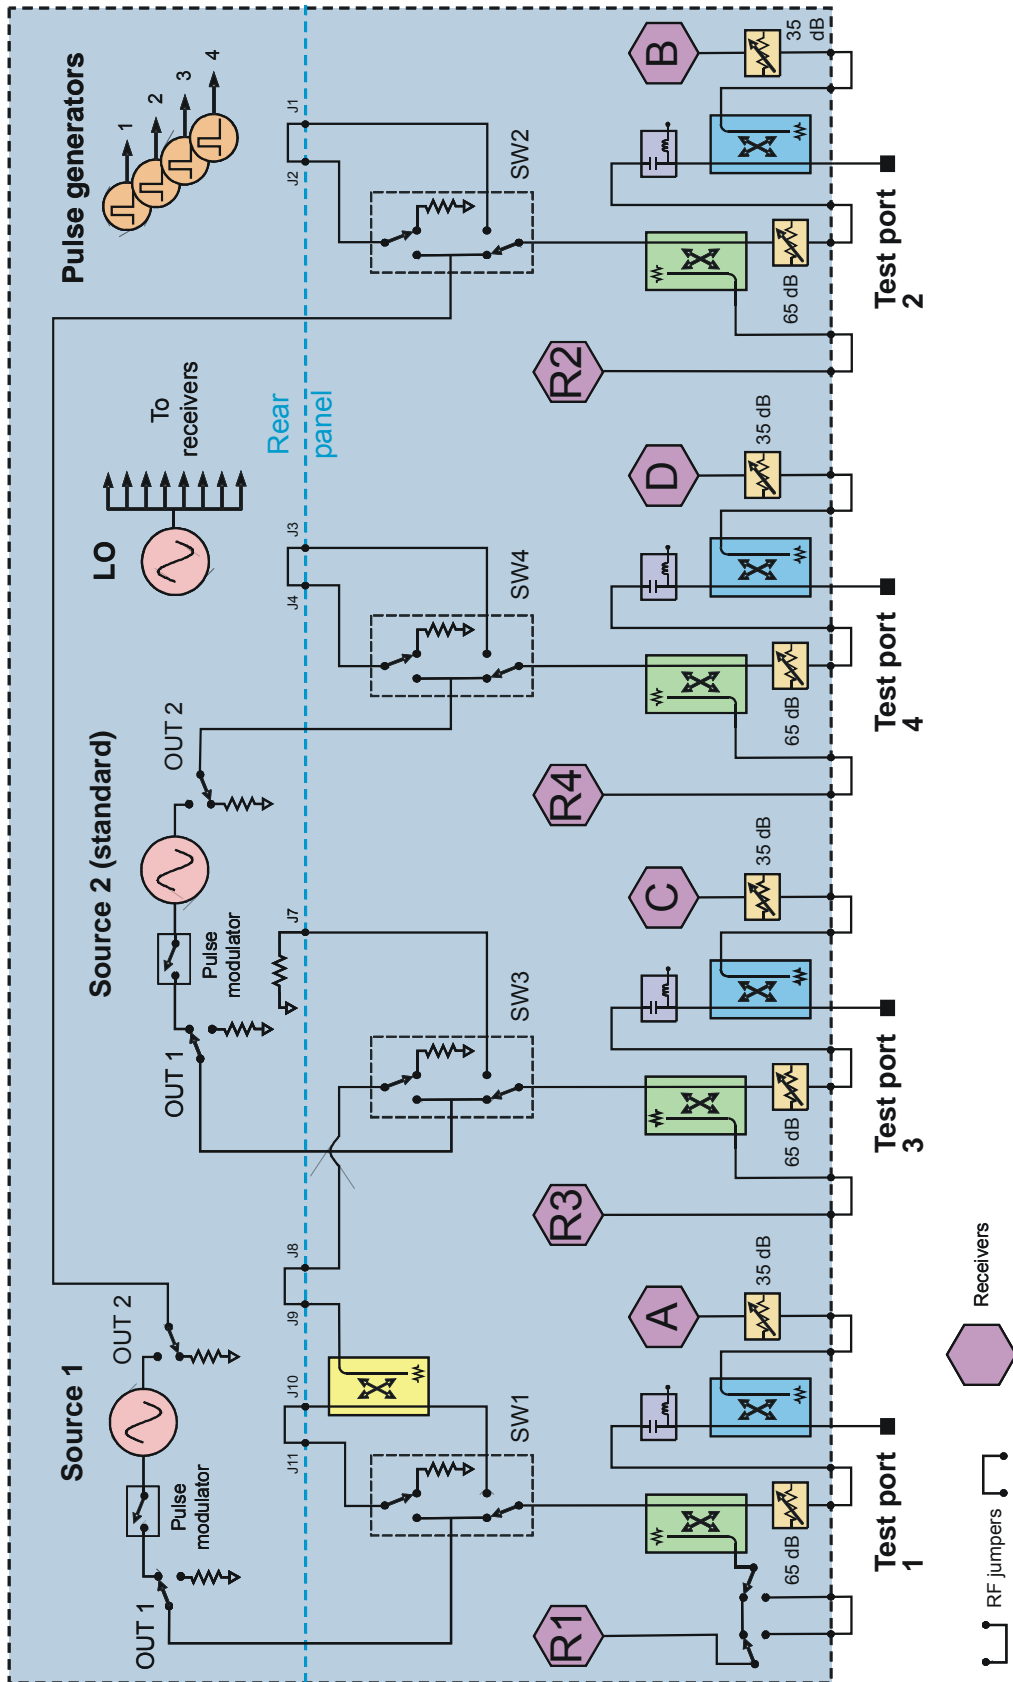 Source 1
OUT 1
Pulse
modulator
OUT 2
Source 2 (standard)
OUT 1
Pulse
modulator
OUT 2
LO
To
receivers
Pulse generators
1
2
3
4
Rear
panel
J11
J10
J9
J8
J7
J4
J3
J2
J1
SW1
SW3
SW4
SW2
R1
A
R3
C
R4
D
R2
B
65 dB
35 dB
65 dB
35 dB
65 dB
35 dB
65 dB
35
dB
Test port
1
Test port
3
Test port
4
Test port
2
RF jumpers
Receivers